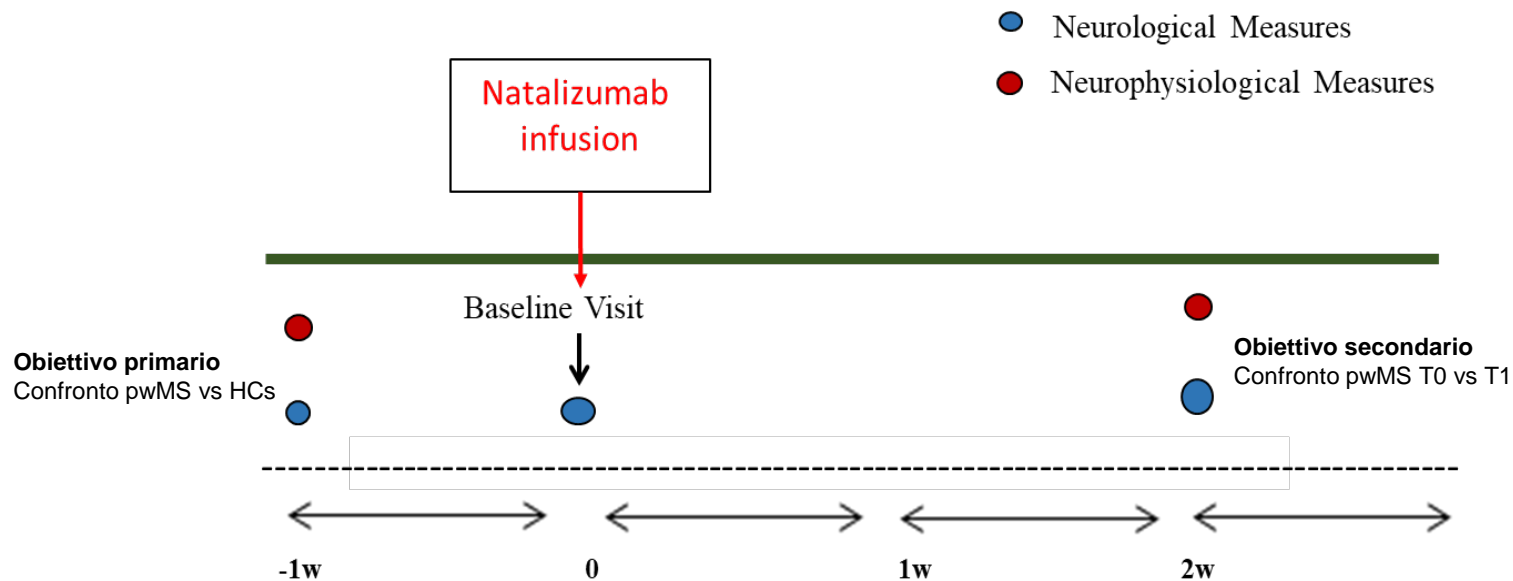 Neurological Measures
Neurophysiological Measures
Natalizumab
infusion
Baseline Visit
Obiettivo primario
Confronto pwMS vs HCs
Obiettivo secondario
Confronto pwMS T0 vs T1
-1w
0
1w
2w